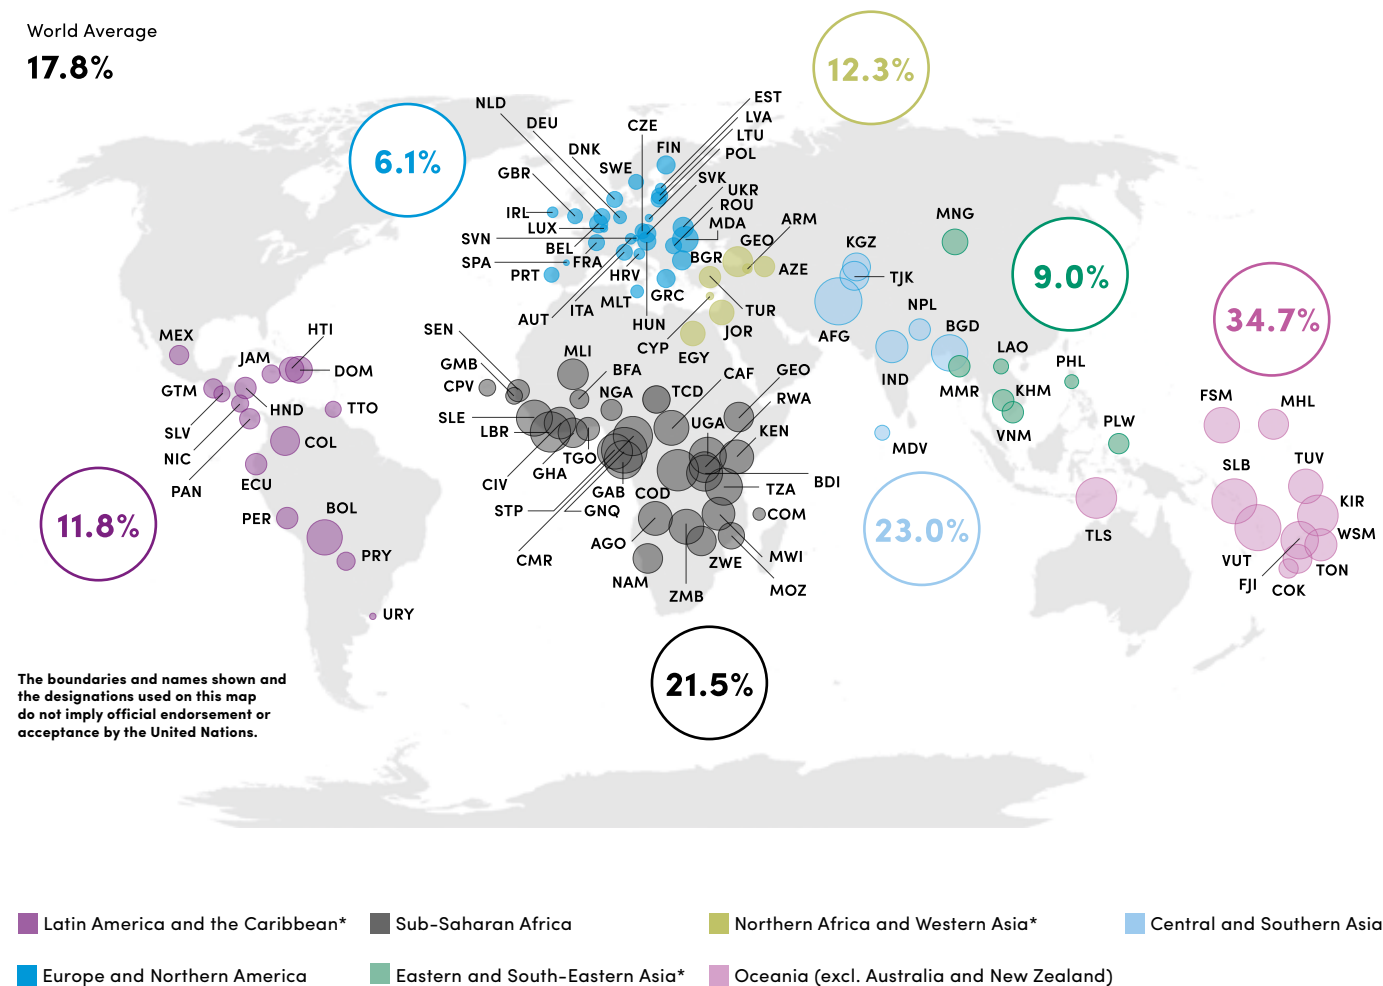 World Average
17.8%
12.3%
6.1%
NLD
DEU
DNK
GBR
SWE
CZE
FIN
EST
LVA
LTU
POL
SVK
UKR
ROU
MDA
IRL
LUX
SVN
BEL
SPA
FRA
PRT
HRV
BGR
ITA
MLT
GRC
AUT
HUN
ARM
GEO
AZE
TUR
JOR
CYP
EGY
KGZ
TJK
NPL
AFG
BGD
IND
MDV
MNG
9.0%
LAO
PHL
MMR
KHM
VNM
PLW
34.7%
FSM
MHL
SLB
TUV
KIR
WSM
TLS
VUT
FJI
TON
COK
23.0%
MEX
HTI
JAM
DOM
GTM
HND
TTO
SLV
NIC
COL
PAN
ECU
11.8%
PER
BOL
PRY
URY
SEN
GMB
CPV
MLI
BFA
NGA
TCD
CAF
GEO
RWA
SLE
LBR
UGA
KEN
TGO
GHA
CIV
GAB
COD
BDI
TZA
STP
GNQ
COM
AGO
CMR
MWI
ZWE
NAM
ZMB
MOZ
21.5%
The boundaries and names shown and
the designations used on this map
do not imply official endorsement or
acceptance by the United Nations.
Latin America and the Caribbean*
Sub-Saharan Africa
Northern Africa and Western Asia*
Central and Southern Asia
Europe and Northern America
Eastern and South-Eastern Asia*
Oceania (excl. Australia and New Zealand)